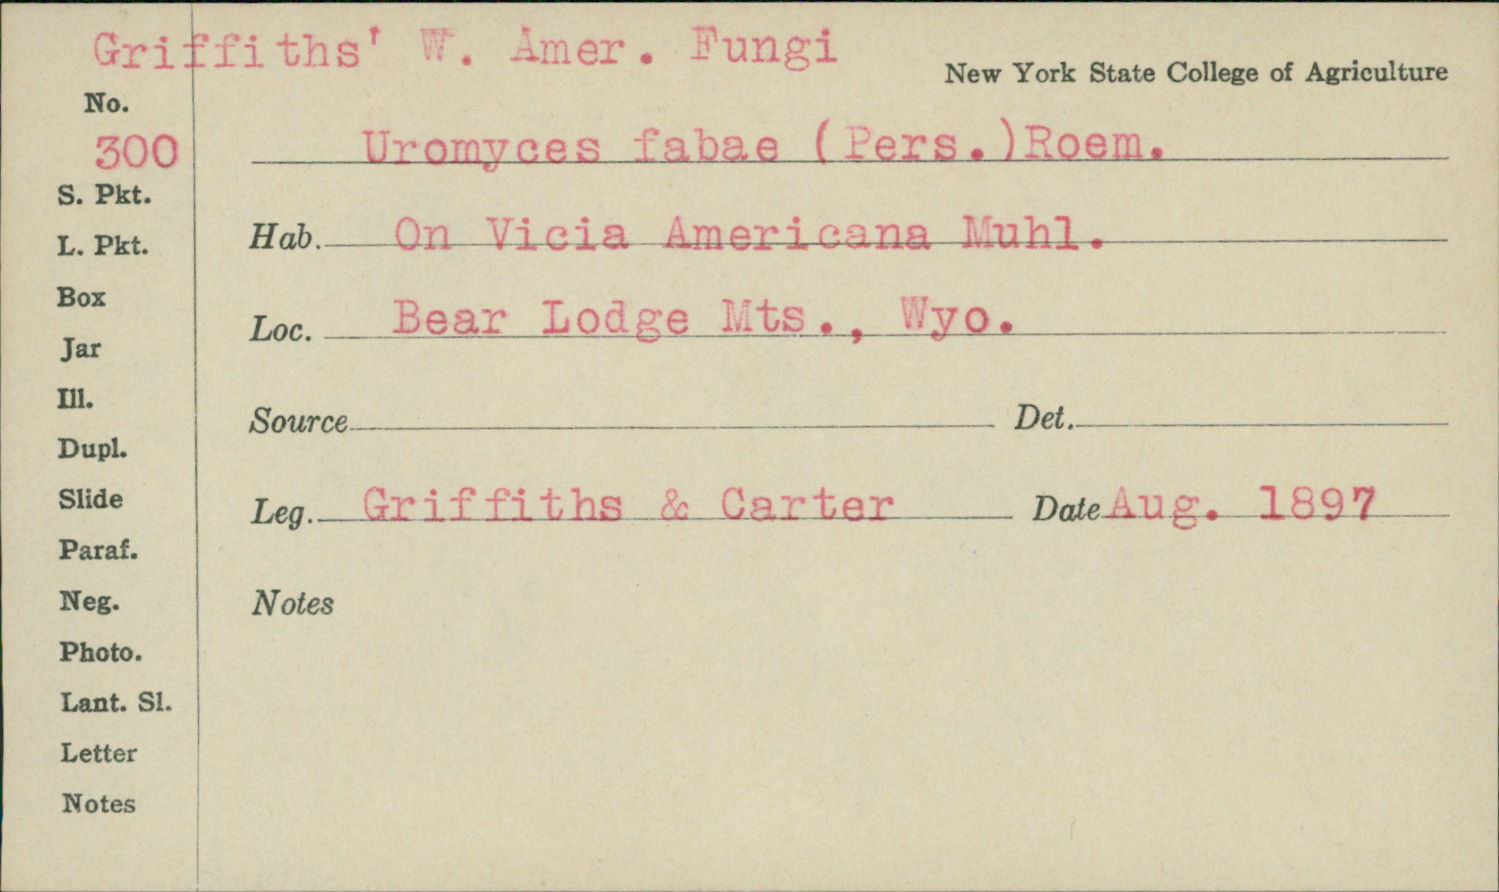 Griffiths' W. Amer. Fungi
New York State College of Agriculture
No.
300
Uromyces fabae (Pers.)Roem.
S. Pkt.
Hab. On Vicia Americana Muhl.
L. Pkt.
Box
Loc. Bear Lodge Mts., Wyo.
Jar
Ill.
Source Det.
Dupl.
Slide
Leg. Griffiths & Carter Date Aug. 1897
Paraf.
Neg.
Notes
Photo.
Lant. Sl.
Letter
Notes